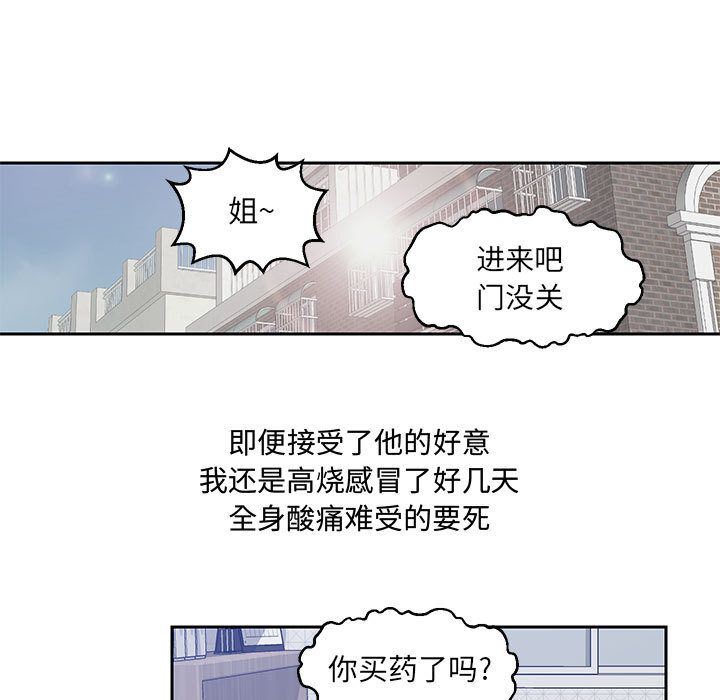 姐~
进来吧
门没关
即便接受了他的好意
我还是高烧感冒了好几天
全身酸痛难受的要死
你买药了吗?